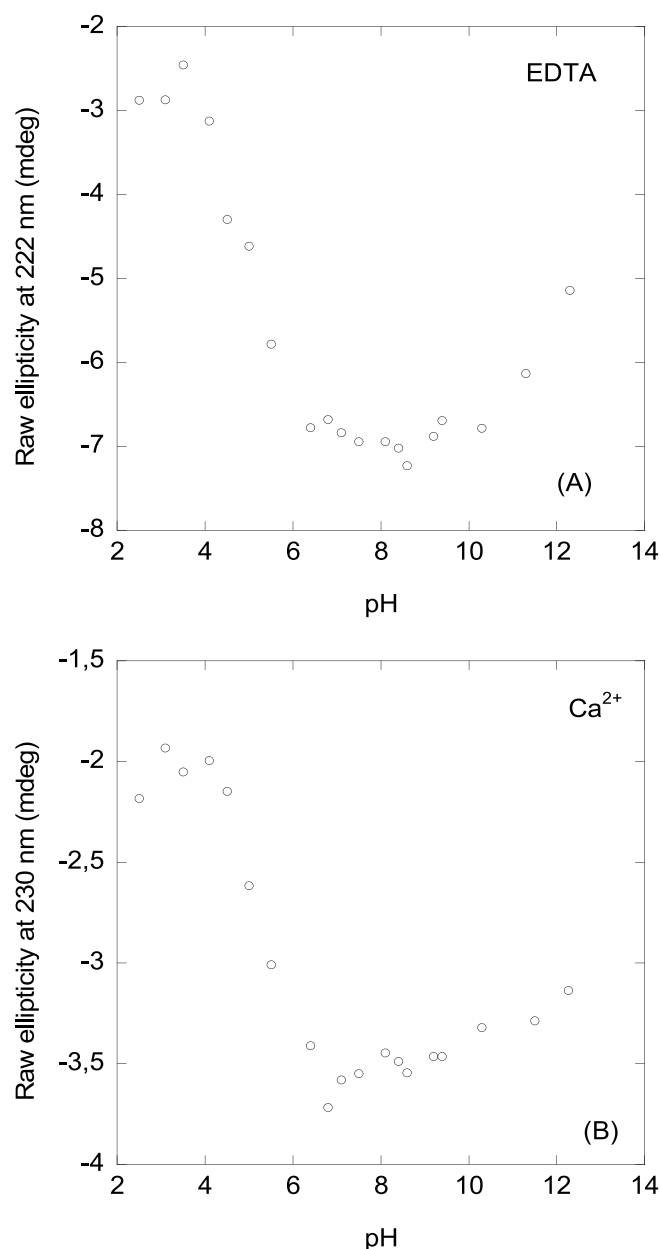 -2
-3
-4
-5
-6
-7
-8
Raw ellipticity at 222 nm (mdeg)
EDTA
(A)
2 4 6 8 10 12 14
pH
-1,5
-2
-2,5
-3
-3,5
-4
Raw ellipticity at 230 nm (mdeg)
Ca²⁺
(B)
2 4 6 8 10 12 14
pH